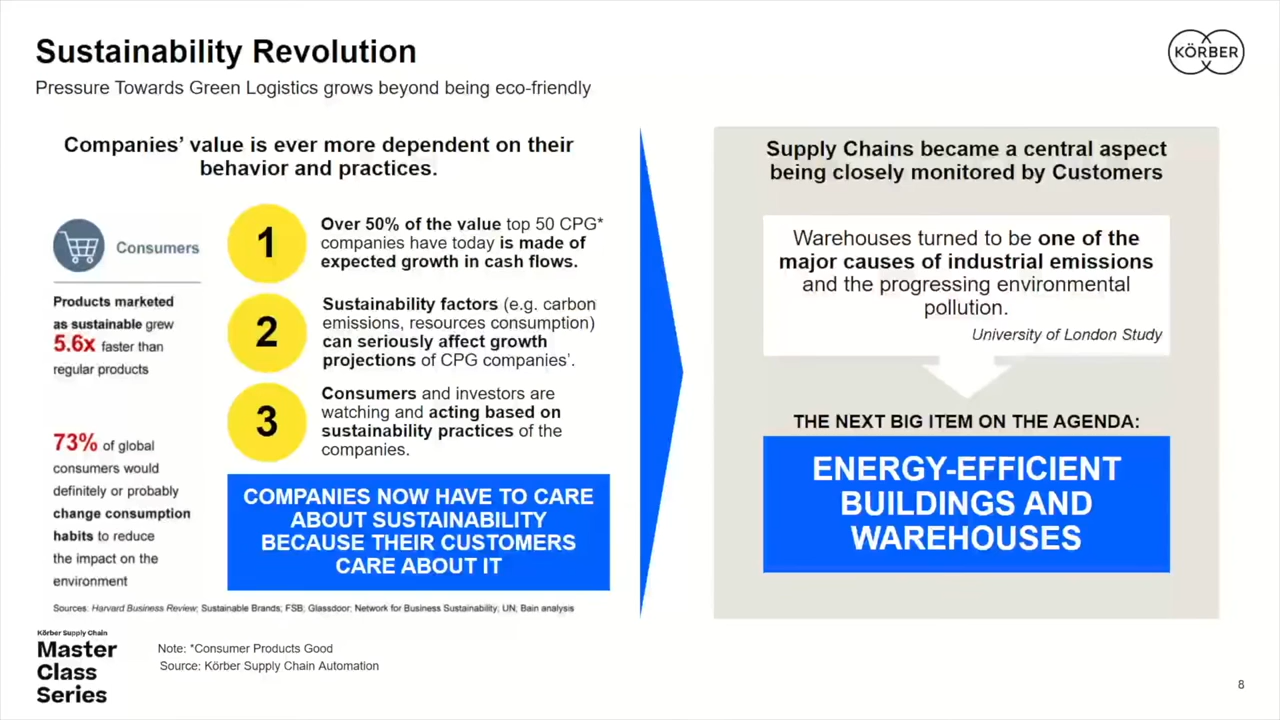 Sustainability Revolution
KÖRBER
Pressure Towards Green Logistics grows beyond being eco-friendly
Companies' value is ever more dependent on their
behavior and practices.
Consumers
Products marketed
as sustainable grew
5.6x faster than
regular products
73% of global
consumers would
definitely or probably
change consumption
habits to reduce
the impact on the
environment
1
Over 50% of the value top 50 CPG*
companies have today is made of
expected growth in cash flows.
2
Sustainability factors (e.g. carbon
emissions, resources consumption)
can seriously affect growth
projections of CPG companies'.
3
Consumers and investors are
watching and acting based on
sustainability practices of the
companies.
COMPANIES NOW HAVE TO CARE
ABOUT SUSTAINABILITY
BECAUSE THEIR CUSTOMERS
CARE ABOUT IT
Sources: Harvard Business Review; Sustainable Brands; FSB; Glassdoor; Network for Business Sustainability; UN; Bain analysis
Supply Chains became a central aspect
being closely monitored by Customers
Warehouses turned to be one of the
major causes of industrial emissions
and the progressing environmental
pollution.
University of London Study
THE NEXT BIG ITEM ON THE AGENDA:
ENERGY-EFFICIENT
BUILDINGS AND
WAREHOUSES
Körber Supply Chain
Master
Class
Series
Note: *Consumer Products Good
Source: Körber Supply Chain Automation
8